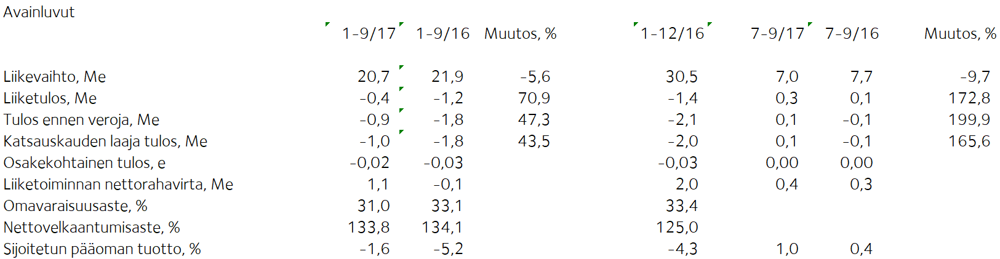 Avainluvut
1-9/17 1-9/16 Muutos, % 1-12/16 7-9/17 7-9/16 Muutos, %
Liikevaihto, Me 20,7 21,9 -5,6 30,5 7,0 7,7 -9,7
Liiketulos, Me -0,4 -1,2 70,9 -1,4 0,3 0,1 172,8
Tulos ennen veroja, Me -0,9 -1,8 47,3 -2,1 0,1 -0,1 199,9
Katsauskauden laaja tulos, Me -1,0 -1,8 43,5 -2,0 0,1 -0,1 165,6
Osakekohtainen tulos, e -0,02 -0,03 -0,03 0,00 0,00
Liiketoiminnan nettorahavirta, Me 1,1 -0,1 2,0 0,4 0,3
Omavaraisuusaste, % 31,0 33,1 33,4
Nettovelkaantumisaste, % 133,8 134,1 125,0
Sijoitetun pääoman tuotto, % -1,6 -5,2 -4,3 1,0 0,4